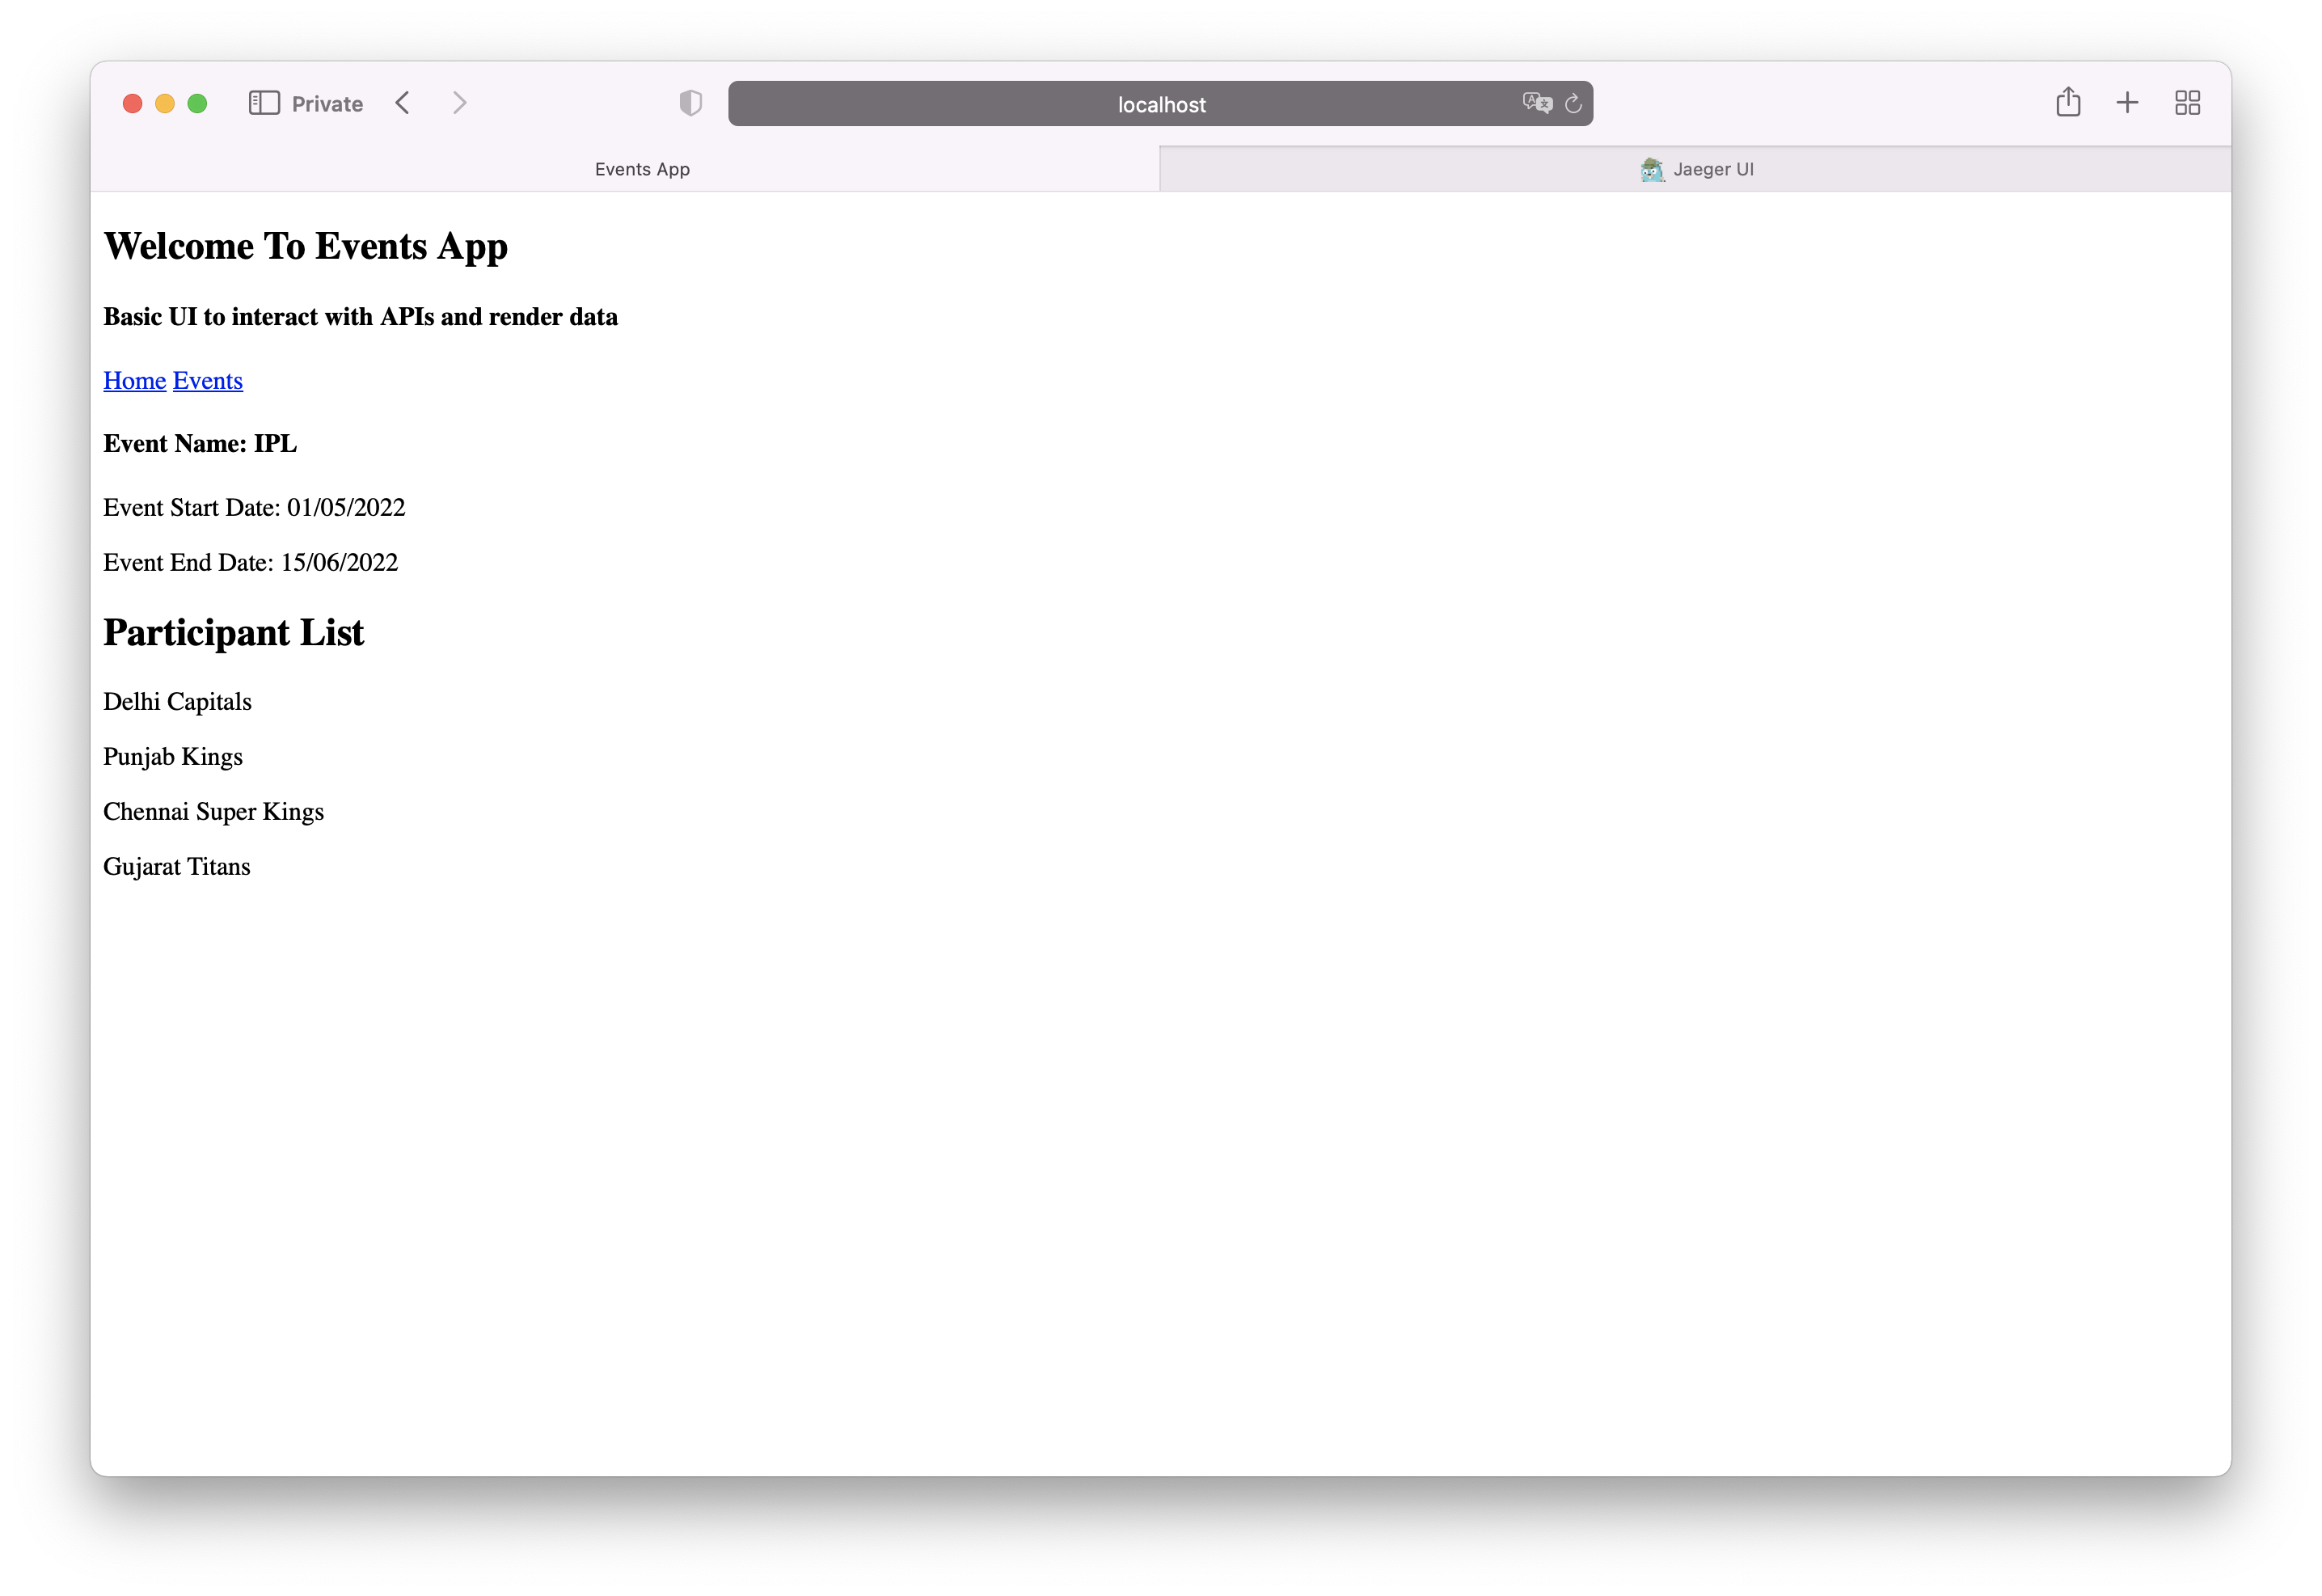 Private
localhost
Events App
Jaeger UI
Welcome To Events App
Basic UI to interact with APIs and render data
Home Events
Event Name: IPL
Event Start Date: 01/05/2022
Event End Date: 15/06/2022
Participant List
Delhi Capitals
Punjab Kings
Chennai Super Kings
Gujarat Titans